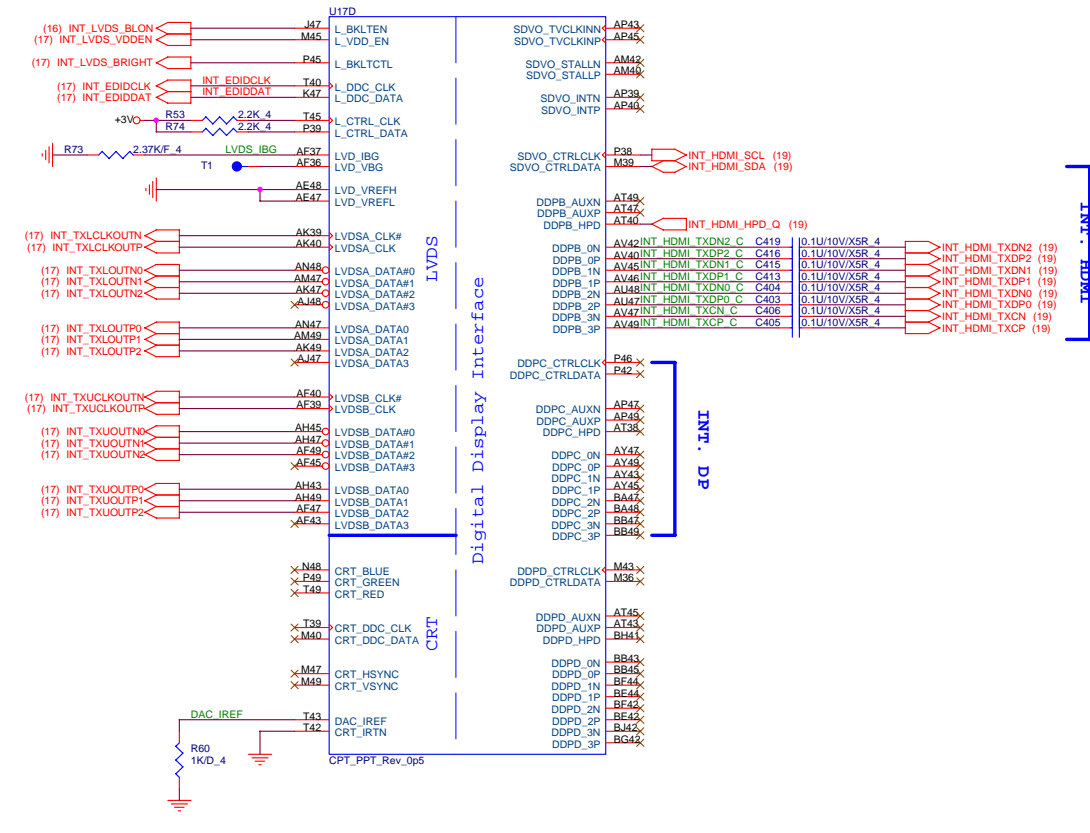 U17D
(16) INT_LVDS_BLON J47 L_BKLTEN
(17) INT_LVDS_VDDEN M45 L_VDD_EN
(17) INT_LVDS_BRIGHT P45 L_BKLTCTL
(17) INT_EDIDCLK INT_EDIDCLK T40 L_DDC_CLK
(17) INT_EDIDDAT INT_EDIDDAT K47 L_DDC_DATA
+3V R53 2.2K_4 T45 L_CTRL_CLK
R74 2.2K_4 P39 L_CTRL_DATA
R73 2.37K/F_4 LVDS_IBG AF37 LVD_IBG
T1 AF36 LVD_VBG
AE48 LVD_VREFH
AE47 LVD_VREFL
(17) INT_TXLCLKOUTN AK39 LVDSA_CLK#
(17) INT_TXLCLKOUTP AK40 LVDSA_CLK
(17) INT_TXLOUTN0 AN48 LVDSA_DATA#0
(17) INT_TXLOUTN1 AM47 LVDSA_DATA#1
(17) INT_TXLOUTN2 AK47 LVDSA_DATA#2
AJ48 LVDSA_DATA#3
(17) INT_TXLOUTP0 AN47 LVDSA_DATA0
(17) INT_TXLOUTP1 AM49 LVDSA_DATA1
(17) INT_TXLOUTP2 AK49 LVDSA_DATA2
AJ47 LVDSA_DATA3
(17) INT_TXUCLKOUTN AF40 LVDSB_CLK#
(17) INT_TXUCLKOUTP AF39 LVDSB_CLK
(17) INT_TXUOUTN0 AH45 LVDSB_DATA#0
(17) INT_TXUOUTN1 AH47 LVDSB_DATA#1
(17) INT_TXUOUTN2 AF49 LVDSB_DATA#2
AF45 LVDSB_DATA#3
(17) INT_TXUOUTP0 AH43 LVDSB_DATA0
(17) INT_TXUOUTP1 AH49 LVDSB_DATA1
(17) INT_TXUOUTP2 AF47 LVDSB_DATA2
AF43 LVDSB_DATA3
N48 CRT_BLUE
P49 CRT_GREEN
T49 CRT_RED
T39 CRT_DDC_CLK
M40 CRT_DDC_DATA
M47 CRT_HSYNC
M49 CRT_VSYNC
DAC_IREF T43 DAC_IREF
T42 CRT_IRTN
R60
1K/D_4
LVDS
CRT
Digital Display Interface
SDVO_TVCLKINN AP43
SDVO_TVCLKINP AP45
SDVO_STALLN AM42
SDVO_STALLP AM40
SDVO_INTN AP39
SDVO_INTP AP40
SDVO_CTRLCLK P38 INT_HDMI_SCL (19)
SDVO_CTRLDATA M39 INT_HDMI_SDA (19)
DDPB_AUXN AT49
DDPB_AUXP AT47
DDPB_HPD AT40 INT_HDMI_HPD_Q (19)
DDPB_0N AV42 INT_HDMI_TXDN2_C C419 0.1U/10V/X5R_4 INT_HDMI_TXDN2 (19)
DDPB_0P AV40 INT_HDMI_TXDP2_C C416 0.1U/10V/X5R_4 INT_HDMI_TXDP2 (19)
DDPB_1N AV45 INT_HDMI_TXDN1_C C415 0.1U/10V/X5R_4 INT_HDMI_TXDN1 (19)
DDPB_1P AV46 INT_HDMI_TXDP1_C C413 0.1U/10V/X5R_4 INT_HDMI_TXDP1 (19)
DDPB_2N AU48 INT_HDMI_TXDN0_C C404 0.1U/10V/X5R_4 INT_HDMI_TXDN0 (19)
DDPB_2P AU47 INT_HDMI_TXDP0_C C403 0.1U/10V/X5R_4 INT_HDMI_TXDP0 (19)
DDPB_3N AV47 INT_HDMI_TXCN_C C406 0.1U/10V/X5R_4 INT_HDMI_TXCN (19)
DDPB_3P AV49 INT_HDMI_TXCP_C C405 0.1U/10V/X5R_4 INT_HDMI_TXCP (19)
INT. HDMI
DDPC_CTRLCLK P46
DDPC_CTRLDATA P42
DDPC_AUXN AP47
DDPC_AUXP AP49
DDPC_HPD AT38
DDPC_0N AY47
DDPC_0P AY49
DDPC_1N AY43
DDPC_1P AY45
DDPC_2N BA47
DDPC_2P BA48
DDPC_3N BB47
DDPC_3P BB49
INT. DP
DDPD_CTRLCLK M43
DDPD_CTRLDATA M36
DDPD_AUXN AT45
DDPD_AUXP AT43
DDPD_HPD BH41
DDPD_0N BB43
DDPD_0P BB45
DDPD_1N BF44
DDPD_1P BE44
DDPD_2N BF42
DDPD_2P BE42
DDPD_3N BJ42
DDPD_3P BG42
CPT_PPT_Rev_0p5